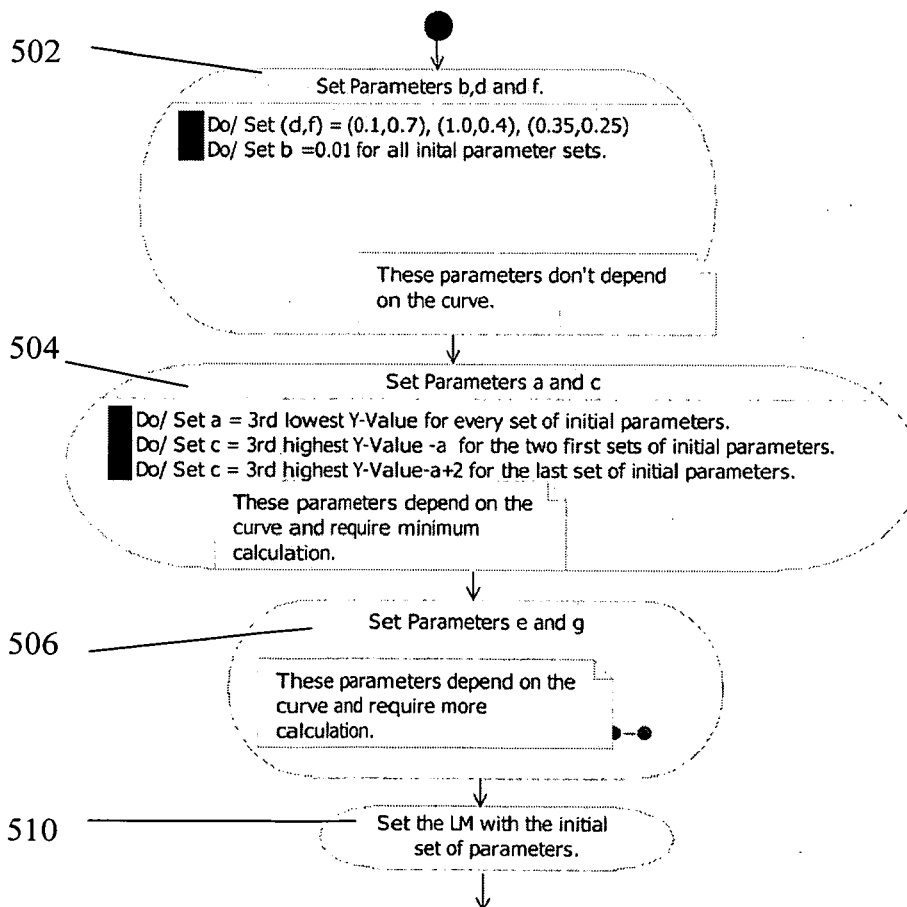 502
Set Parameters b,d and f.
Do/ Set (d,f) = (0.1,0.7), (1.0,0.4), (0.35,0.25)
Do/ Set b =0.01 for all inital parameter sets.
These parameters don't depend
on the curve.
504
Set Parameters a and c
Do/ Set a = 3rd lowest Y-Value for every set of initial parameters.
Do/ Set c = 3rd highest Y-Value -a for the two first sets of initial parameters.
Do/ Set c = 3rd highest Y-Value-a+2 for the last set of initial parameters.
These parameters depend on the
curve and require minimum
calculation.
506
Set Parameters e and g
These parameters depend on the
curve and require more
calculation.
510
Set the LM with the initial
set of parameters.